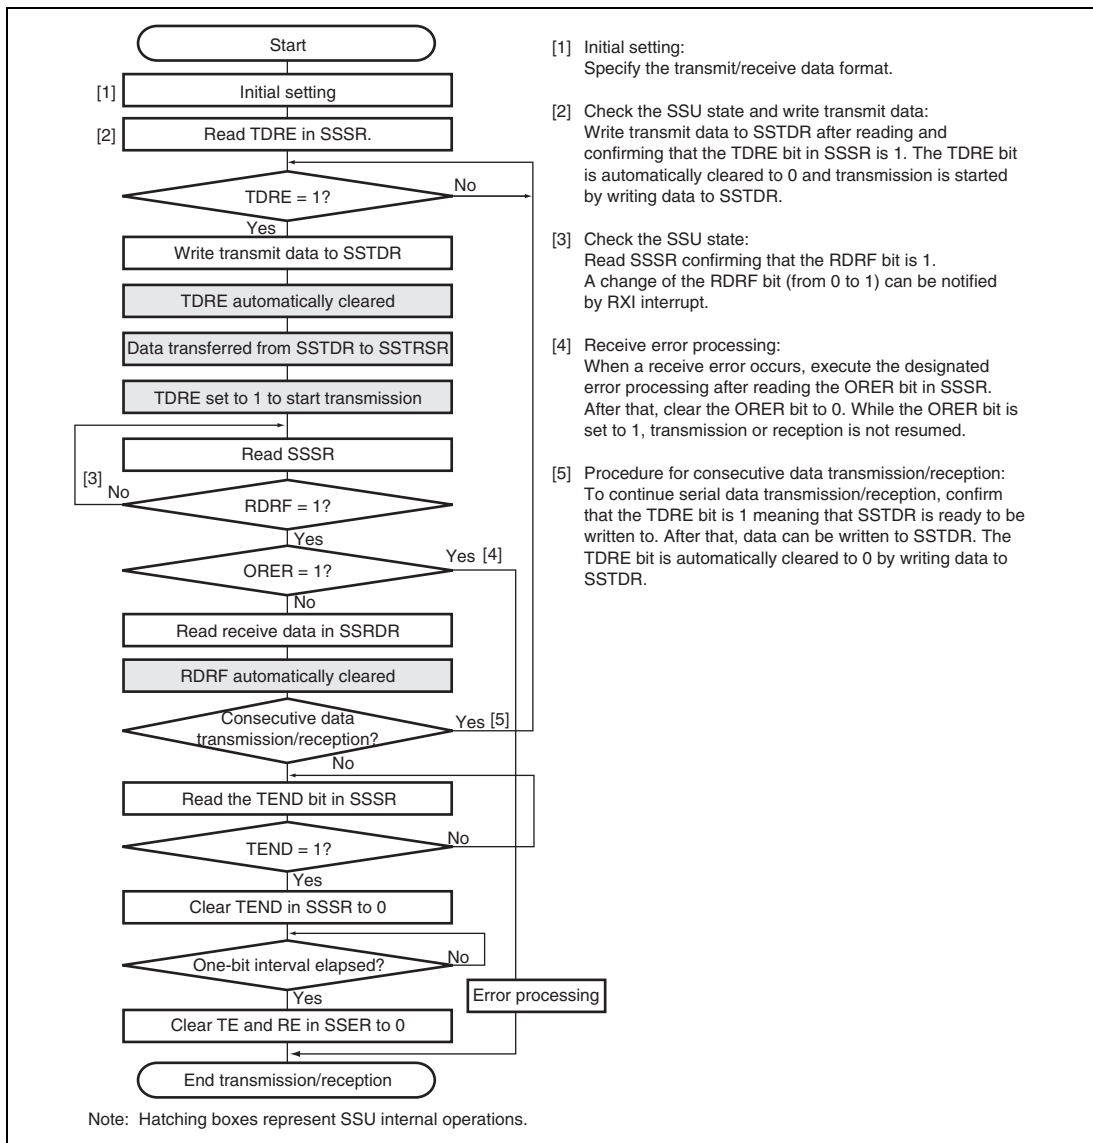 Start
[1] Initial setting
[2] Read TDRE in SSSR.
TDRE = 1?
No
Yes
Write transmit data to SSTDR
TDRE automatically cleared
Data transferred from SSTDR to SSTRSR
TDRE set to 1 to start transmission
Read SSSR
[3]
No
RDRF = 1?
Yes
Yes [4]
ORER = 1?
No
Read receive data in SSRDR
RDRF automatically cleared
Consecutive data
transmission/reception?
Yes [5]
No
Read the TEND bit in SSSR
No
TEND = 1?
Yes
Clear TEND in SSSR to 0
One-bit interval elapsed?
No
Yes
Error processing
Clear TE and RE in SSER to 0
End transmission/reception
[1] Initial setting:
Specify the transmit/receive data format.
[2] Check the SSU state and write transmit data:
Write transmit data to SSTDR after reading and
confirming that the TDRE bit in SSSR is 1. The TDRE bit
is automatically cleared to 0 and transmission is started
by writing data to SSTDR.
[3] Check the SSU state:
Read SSSR confirming that the RDRF bit is 1.
A change of the RDRF bit (from 0 to 1) can be notified
by RXI interrupt.
[4] Receive error processing:
When a receive error occurs, execute the designated
error processing after reading the ORER bit in SSSR.
After that, clear the ORER bit to 0. While the ORER bit is
set to 1, transmission or reception is not resumed.
[5] Procedure for consecutive data transmission/reception:
To continue serial data transmission/reception, confirm
that the TDRE bit is 1 meaning that SSTDR is ready to be
written to. After that, data can be written to SSTDR. The
TDRE bit is automatically cleared to 0 by writing data to
SSTDR.
Note: Hatching boxes represent SSU internal operations.